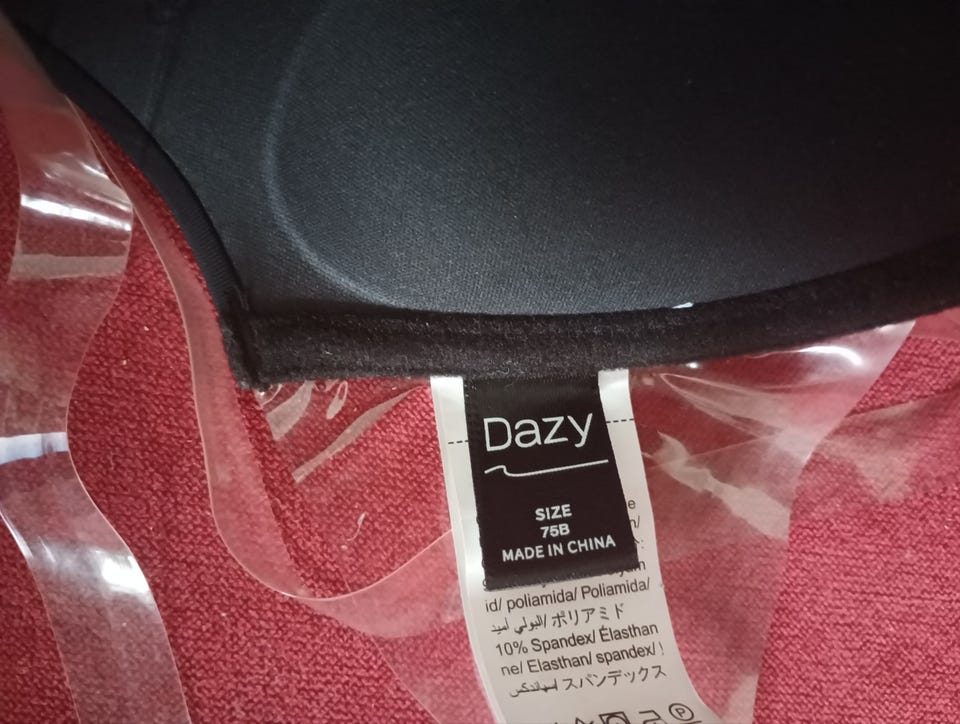 Dazy
SIZE
75B
MADE IN CHINA
id/ poliamida/ Poliamida/
البولي أميد/ ポリアミド
10% Spandex/ Élasthan
ne/ Elasthan/ spandex/
سباندكس/ スパンデックス
P